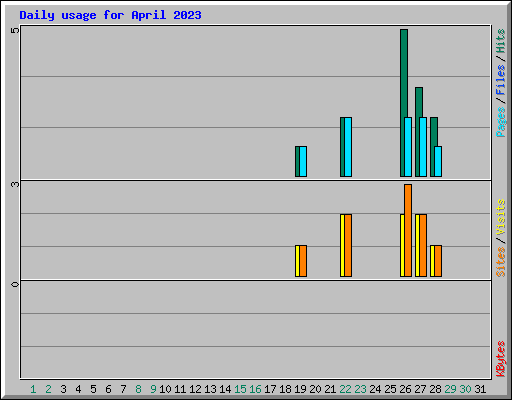 Daily usage for April 2023
5
3
0
Pages / Files / Hits
Sites / Visits
KBytes
1 2 3 4 5 6 7 8 9 10 11 12 13 14 15 16 17 18 19 20 21 22 23 24 25 26 27 28 29 30 31